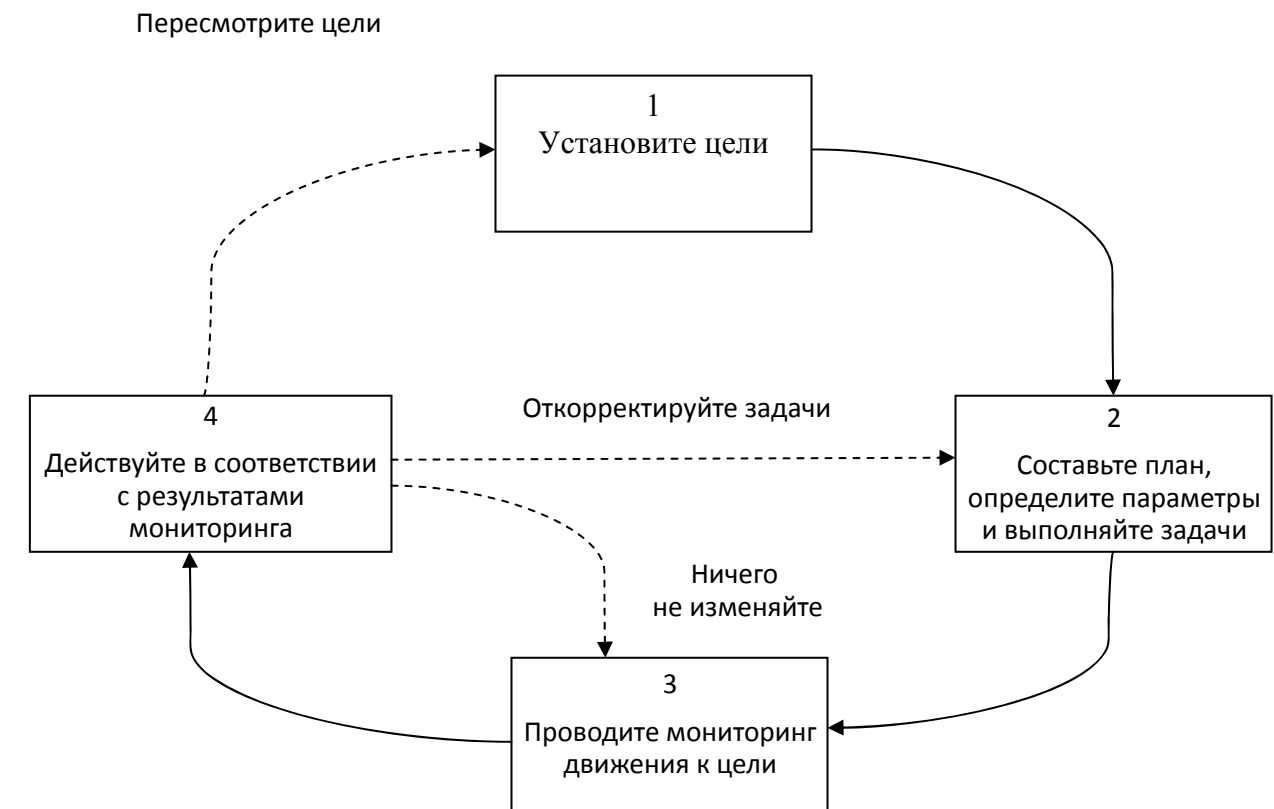 Пересмотрите цели
1
Установите цели
4
Действуйте в соответствии
с результатами
мониторинга
Откорректируйте задачи
2
Составьте план,
определите параметры
и выполняйте задачи
Ничего
не изменяйте
3
Проводите мониторинг
движения к цели